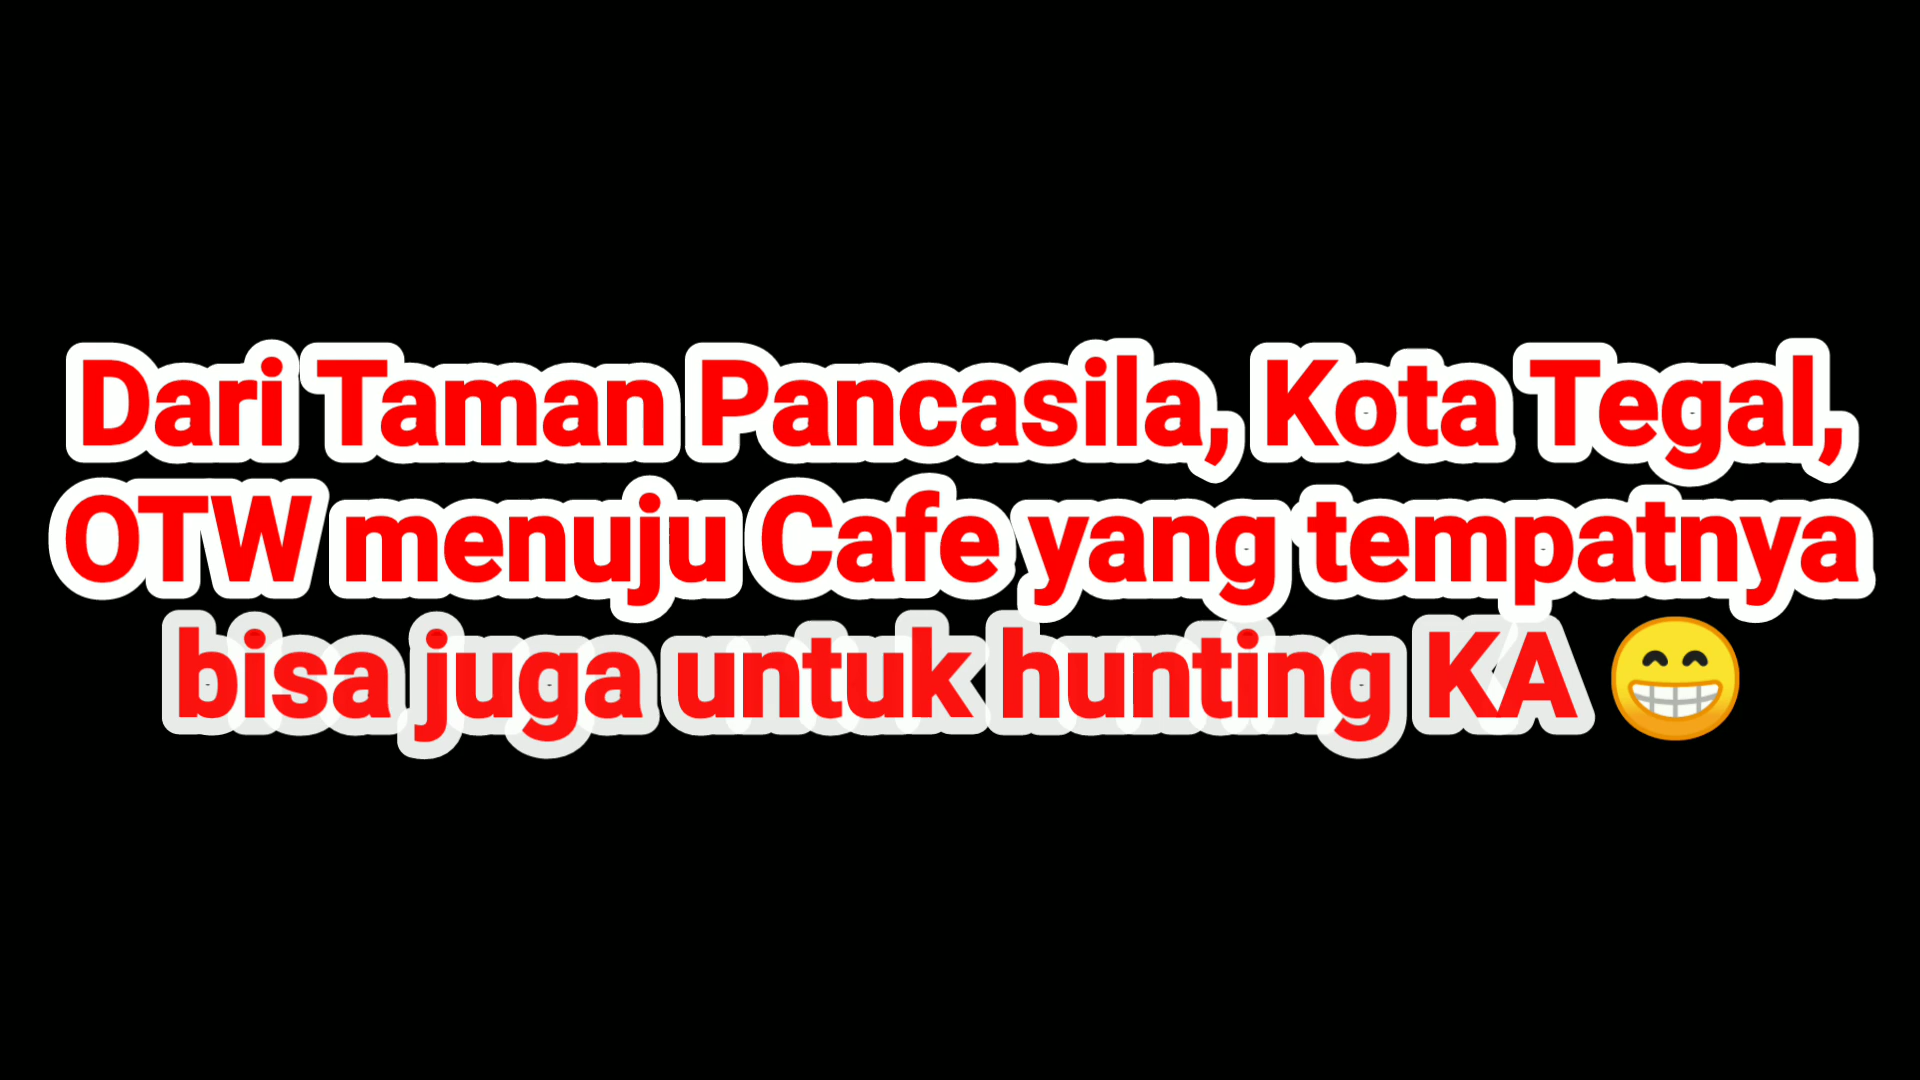 Dari Taman Pancasila, Kota Tegal,
OTW menuju Cafe yang tempatnya
bisa juga untuk hunting KA 😁